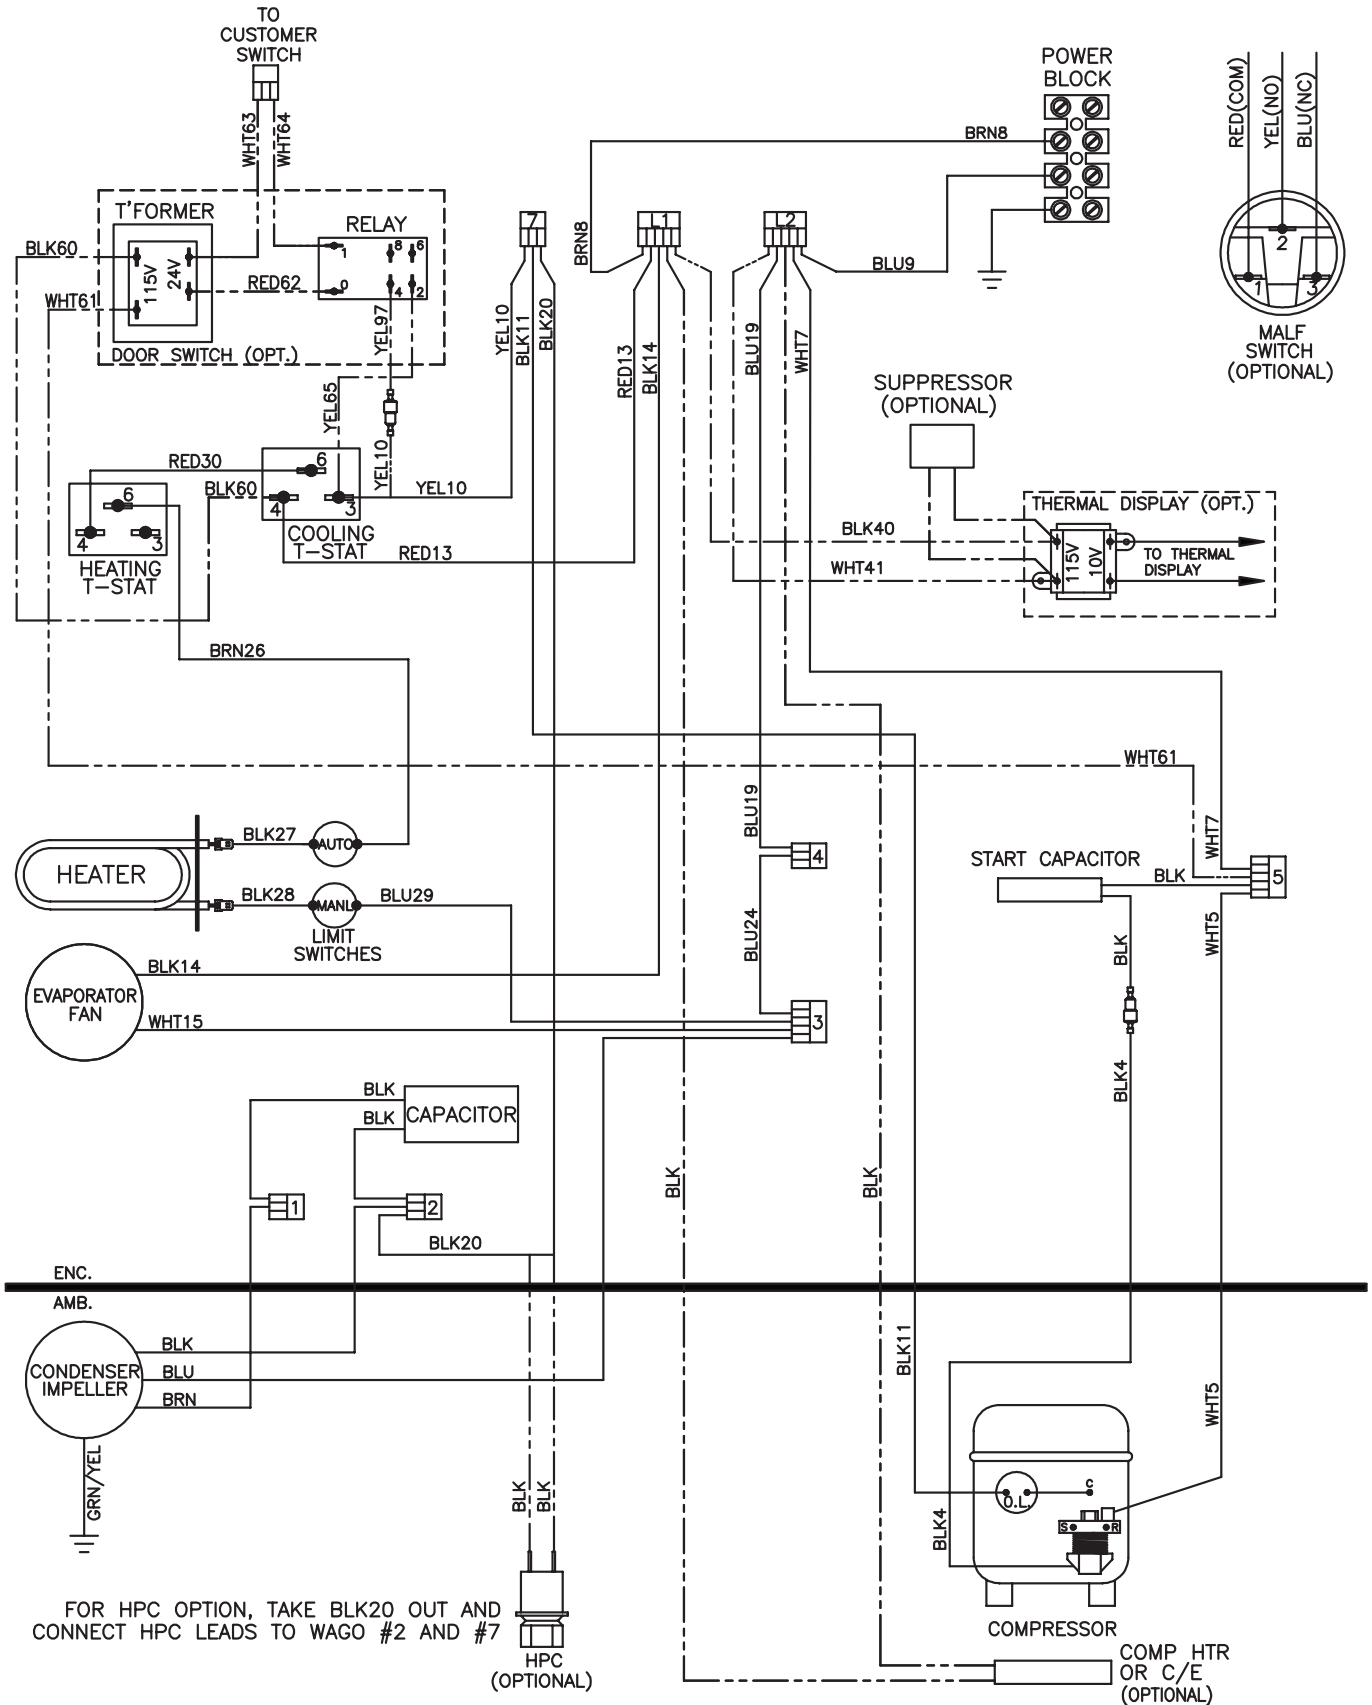 TO
CUSTOMER
SWITCH
POWER
BLOCK
RED(COM)
YEL(NO)
BLU(NC)
WHT63
WHT64
BRN8
T'FORMER
RELAY
7
L1
L2
2
1
3
BLK60
115V
24V
1
8
6
RED62
0
4
2
BRN8
BLU9
WHT61
YEL97
YEL10
BLK11
BLK20
DOOR SWITCH (OPT.)
RED13
BLK14
BLU19
WHT7
MALF
SWITCH
(OPTIONAL)
SUPPRESSOR
(OPTIONAL)
YEL65
YEL10
RED30
6
BLK60
YEL10
4
3
6
4
3
COOLING
T-STAT
RED13
HEATING
T-STAT
THERMAL DISPLAY (OPT.)
BLK40
WHT41
115V
10V
TO THERMAL
DISPLAY
BRN26
WHT61
BLU19
WHT7
BLK27
AUTO
HEATER
4
START CAPACITOR
BLK
5
BLK28
MANL
BLU29
LIMIT
SWITCHES
BLU24
BLK
WHT5
BLK14
EVAPORATOR
FAN
WHT15
3
BLK4
BLK
BLK
CAPACITOR
BLK
BLK
1
2
BLK20
ENC.
AMB.
BLK
CONDENSER
IMPELLER
BLU
BRN
BLK11
WHT5
GRN/YEL
BLK
BLK
O.L.
C
S
R
BLK4
FOR HPC OPTION, TAKE BLK20 OUT AND
CONNECT HPC LEADS TO WAGO #2 AND #7
HPC
(OPTIONAL)
COMPRESSOR
COMP HTR
OR C/E
(OPTIONAL)